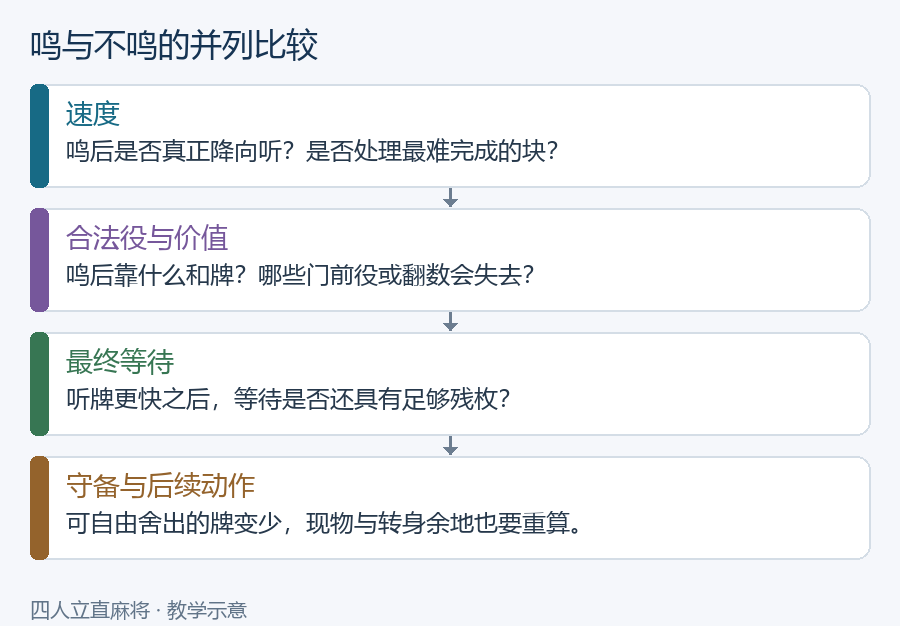 鸣与不鸣的并列比较
速度
鸣后是否真正降向听？是否处理最难完成的块？
合法役与价值
鸣后靠什么和牌？哪些门前役或翻数会失去？
最终等待
听牌更快之后，等待是否还具有足够残枚？
守备与后续动作
可自由舍出的牌变少，现物与转身余地也要重算。
四人立直麻将 · 教学示意